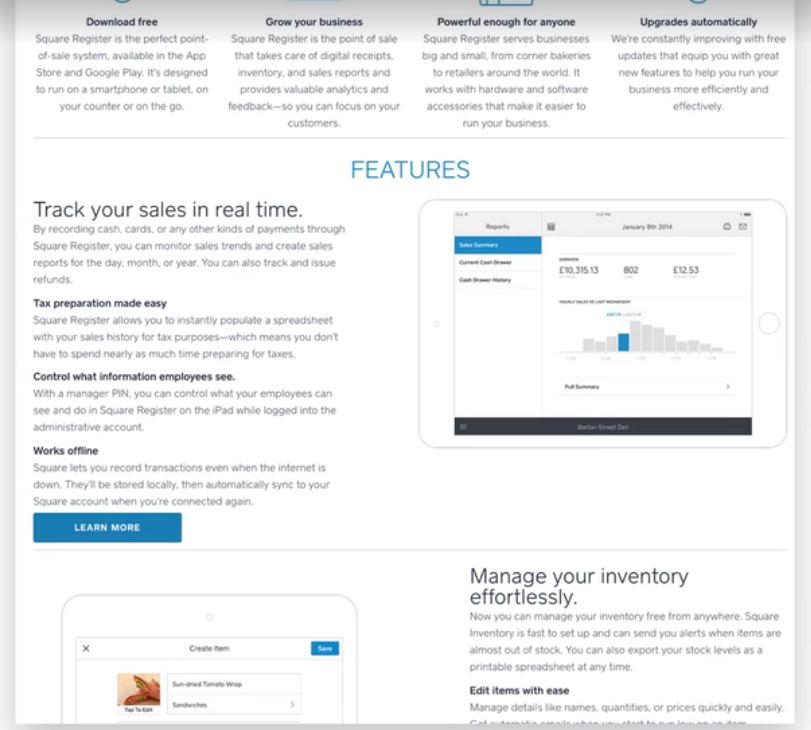 Download free
Square Register is the perfect point-
of-sale system, available in the App
Store and Google Play. It's designed
to run on a smartphone or tablet, on
your counter or on the go.
Grow your business
Square Register is the point of sale
that takes care of digital receipts,
inventory, and sales reports and
provides valuable analytics and
feedback—so you can focus on your
customers.
Powerful enough for anyone
Square Register serves businesses
big and small, from corner bakeries
to retailers around the world. It
works with hardware and software
accessories that make it easier to
run your business.
Upgrades automatically
We're constantly improving with free
updates that equip you with great
new features to help you run your
business more efficiently and
effectively.
FEATURES
Track your sales in real time.
By recording cash, cards, or any other kinds of payments through
Square Register, you can monitor sales trends and create sales
reports for the day, month, or year. You can also track and issue
refunds.
Tax preparation made easy
Square Register allows you to instantly populate a spreadsheet
with your sales history for tax purposes—which means you don't
have to spend nearly as much time preparing for taxes.
Control what information employees see.
With a manager PIN, you can control what your employees can
see and do in Square Register on the iPad while logged into the
administrative account.
Works offline
Square lets you record transactions even when the internet is
down. They'll be stored locally, then automatically sync to your
Square account when you're connected again.
LEARN MORE
Reports
January 8th 2014
Sales Summary
Current Cash Drawer
Cash Drawer History
OVERVIEW
£10,315.13 802 £12.53
HOURLY SALES VS LAST WEDNESDAY
Full Summary
Barton Street Deli
Manage your inventory
effortlessly.
Now you can manage your inventory free from anywhere. Square
Inventory is fast to set up and can send you alerts when items are
almost out of stock. You can also export your stock levels as a
printable spreadsheet at any time.
Edit items with ease
Manage details like names, quantities, or prices quickly and easily.
Get automatic emails when you start to run low on an item.
Create Item
Save
Sun-dried Tomato Wrap
Sandwiches
Tap To Edit